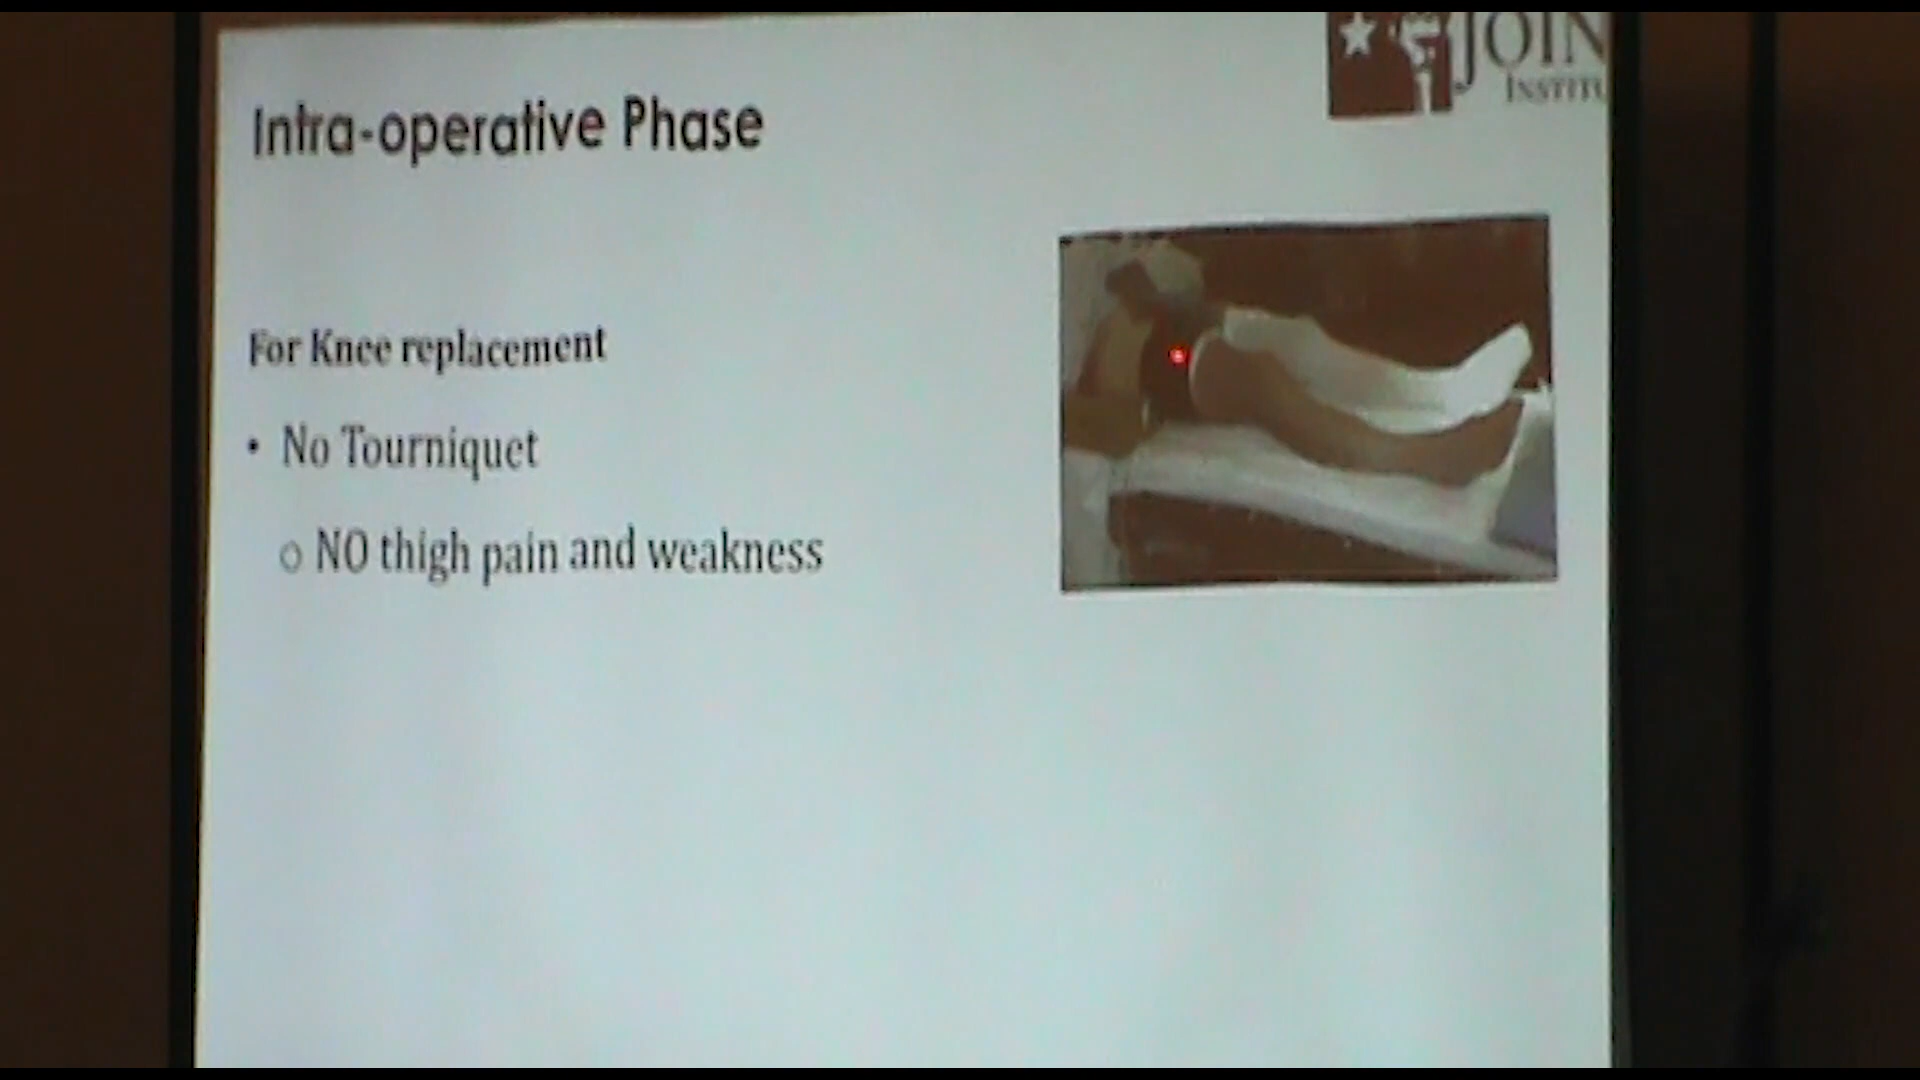 JOIN
INSTITU
Intra-operative Phase
For Knee replacement
• No Tourniquet
o NO thigh pain and weakness